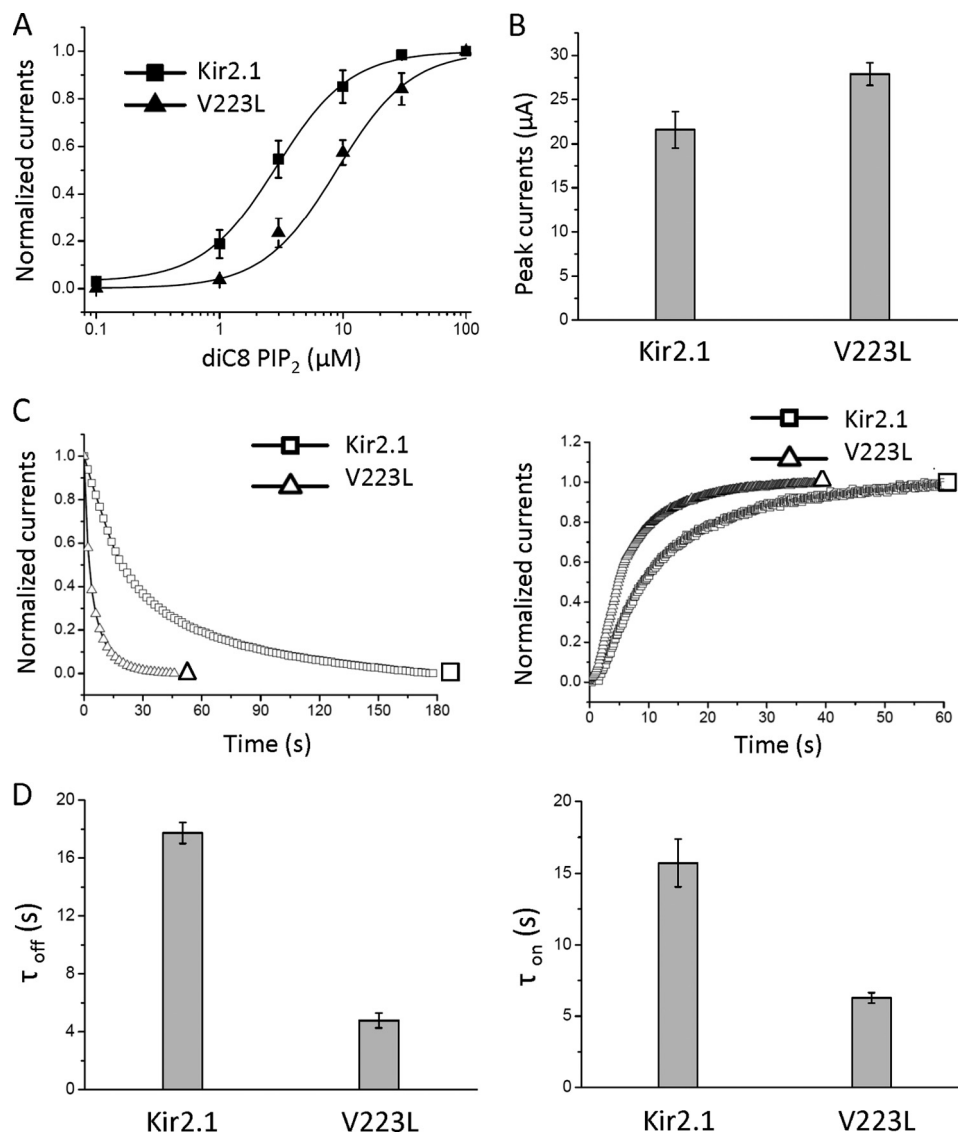 A
Normalized currents
1.0
0.8
0.6
0.4
0.2
0.0
Kir2.1
V223L
0.1
1
10
100
diC8 PIP₂ (µM)
B
Peak currents (µA)
30
25
20
15
10
5
0
Kir2.1
V223L
C
Normalized currents
1.0
0.8
0.6
0.4
0.2
0.0
Kir2.1
V223L
0
30
60
90
120
150
180
Time (s)
Normalized currents
1.2
1.0
0.8
0.6
0.4
0.2
0.0
Kir2.1
V223L
0
10
20
30
40
50
60
Time (s)
D
τ off (s)
20
16
12
8
4
0
Kir2.1
V223L
τ on (s)
20
15
10
5
0
Kir2.1
V223L